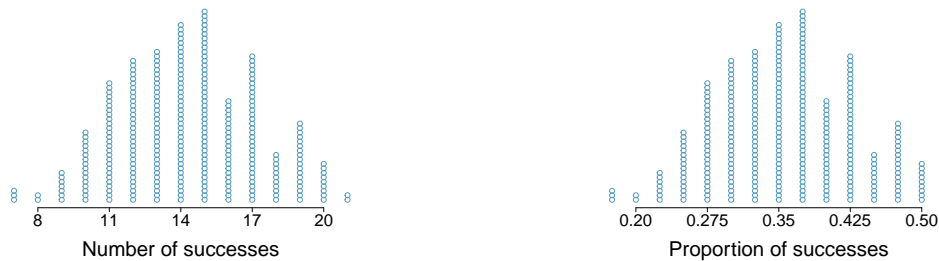 8 11 14 17 20
Number of successes
0.20 0.275 0.35 0.425 0.50
Proportion of successes